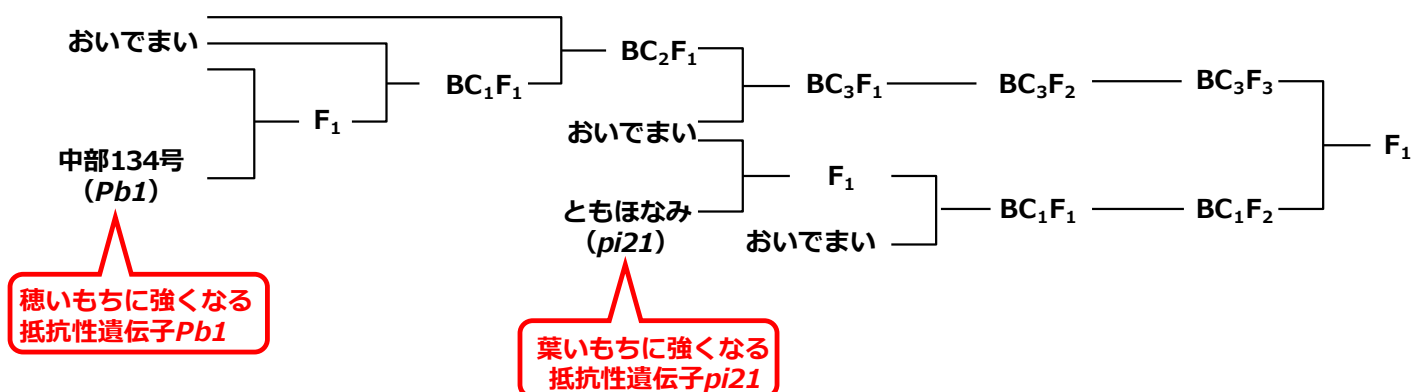 おいでまい
BC₂F₁
BC₁F₁
BC₃F₁
BC₃F₂
BC₃F₃
F₁
おいでまい
F₁
中部134号
（Pb1）
F₁
ともほなみ
（pi21）
おいでまい
BC₁F₁
BC₁F₂
穂いもちに強くなる
抵抗性遺伝子Pb1
葉いもちに強くなる
抵抗性遺伝子pi21